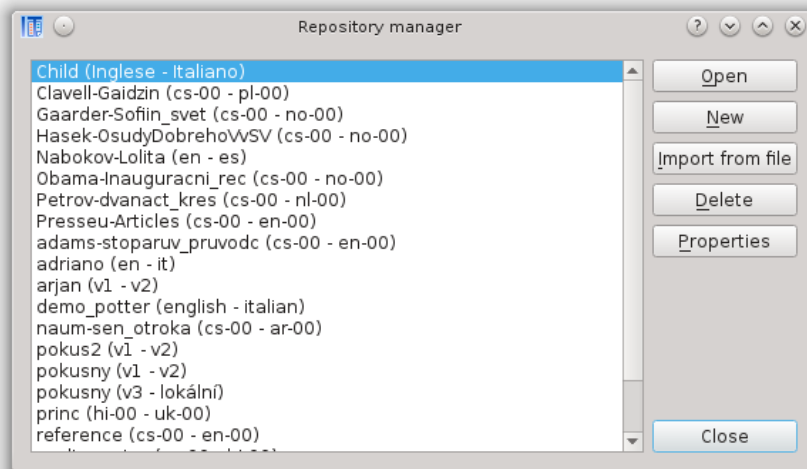 Repository manager
Child (Inglese - Italiano)
Clavell-Gaidzin (cs-00 - pl-00)
Gaarder-Sofiin_svet (cs-00 - no-00)
Hasek-OsudyDobrehoVvSV (cs-00 - no-00)
Nabokov-Lolita (en - es)
Obama-Inauguracni_rec (cs-00 - no-00)
Petrov-dvanact_kres (cs-00 - nl-00)
Presseu-Articles (cs-00 - en-00)
adams-stoparuv_pruvodc (cs-00 - en-00)
adriano (en - it)
arjan (v1 - v2)
demo_potter (english - italian)
naum-sen_otroka (cs-00 - ar-00)
pokus2 (v1 - v2)
pokusny (v1 - v2)
pokusny (v3 - lokální)
princ (hi-00 - uk-00)
reference (cs-00 - en-00)
Open
New
Import from file
Delete
Properties
Close